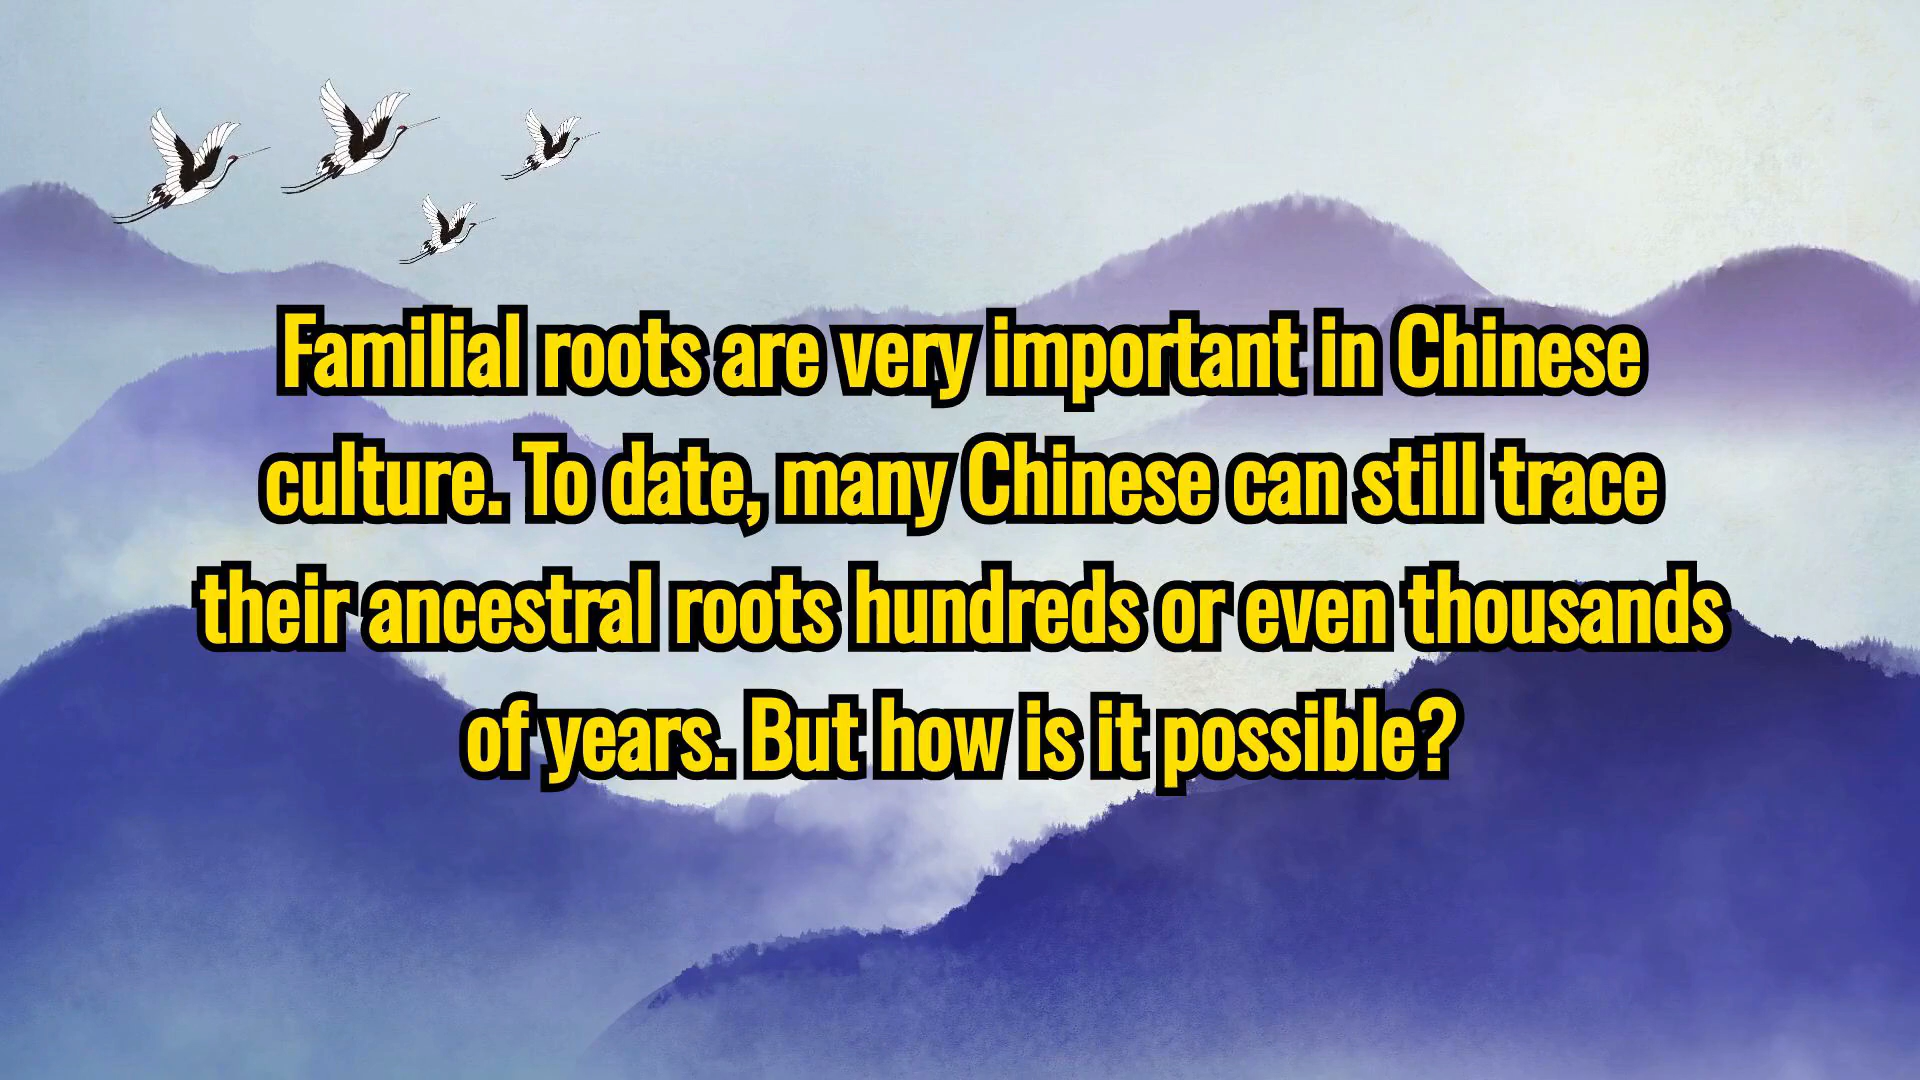 Familial roots are very important in Chinese
culture. To date, many Chinese can still trace
their ancestral roots hundreds or even thousands
of years. But how is it possible?